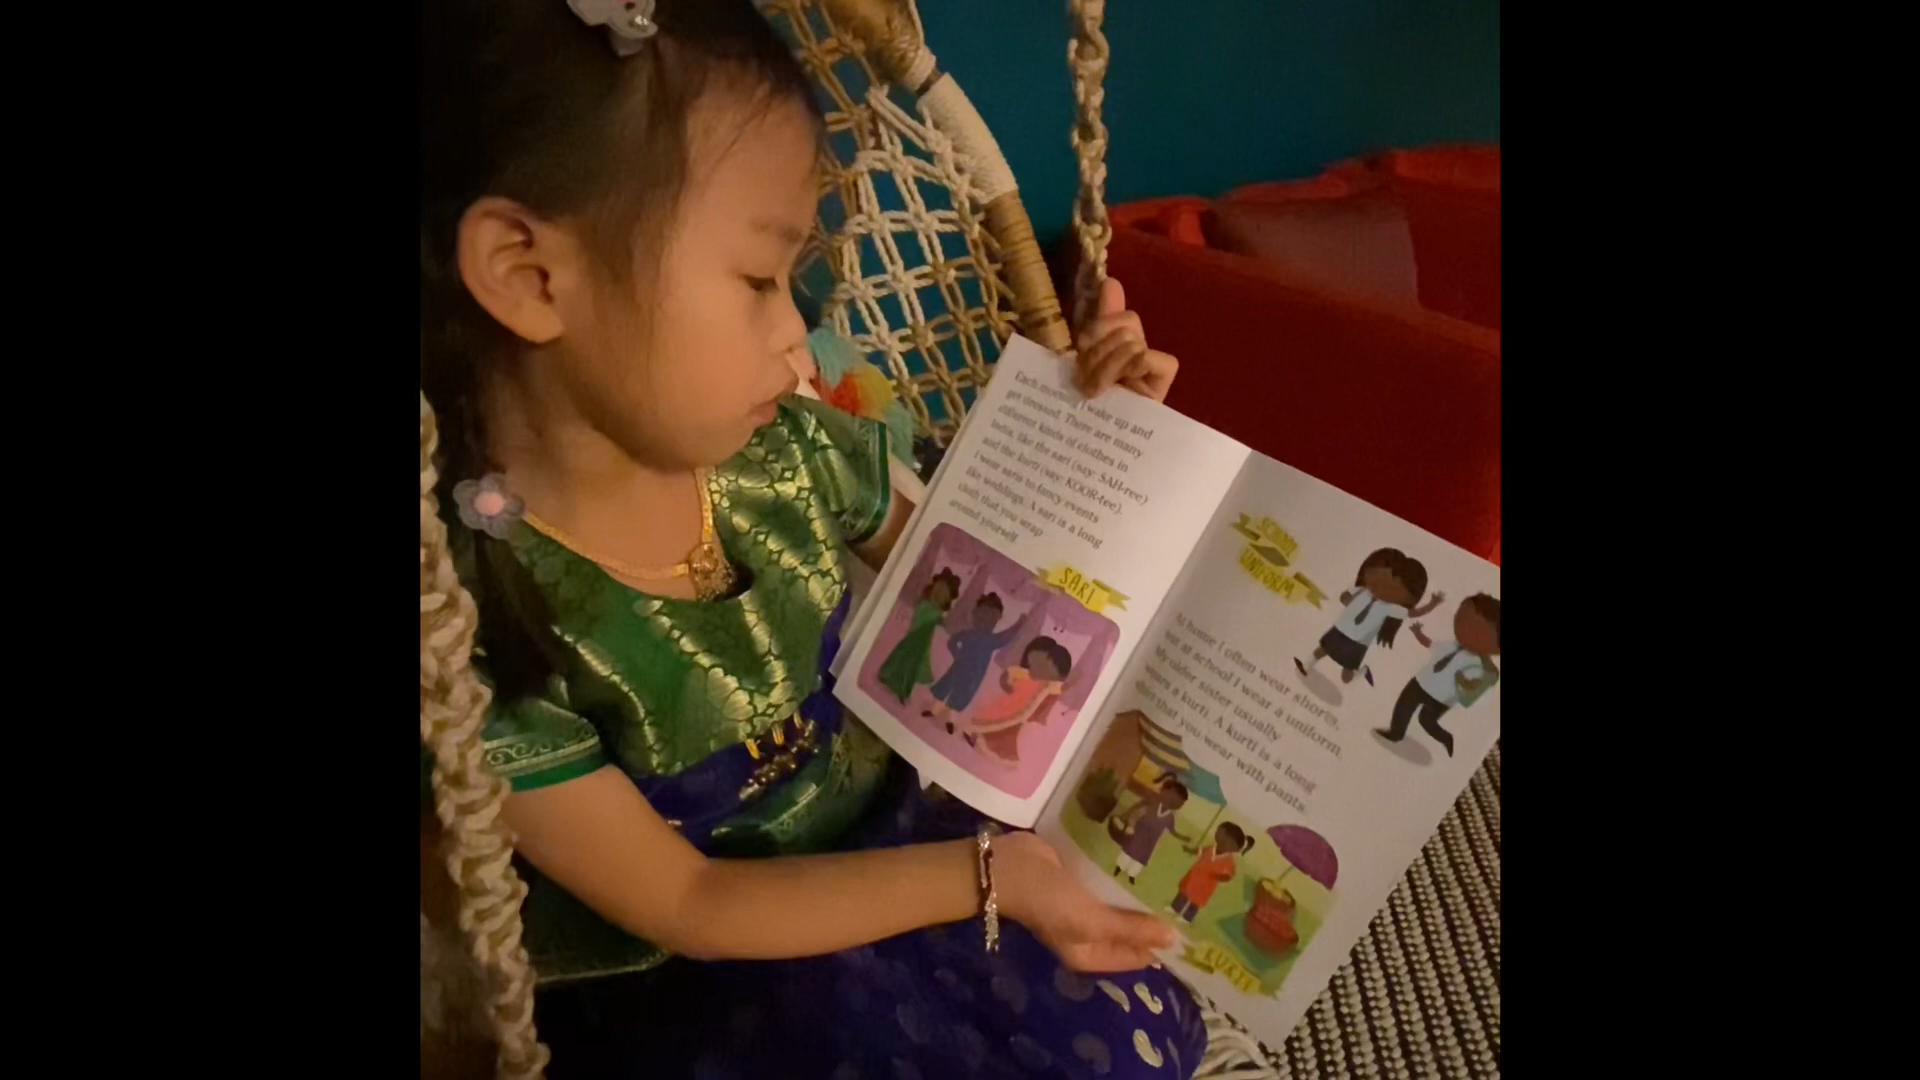 Each morning I wake up and
get dressed. There are many
different kinds of clothes in
India, like the sari (say: SAH-ree)
and the kurti (say: KOOR-tee).
I wear saris to fancy events
like weddings. A sari is a long
cloth that you wrap
around yourself.
SARI
SCHOOL
UNIFORM
At home I often wear shorts,
but at school I wear a uniform.
My older sister usually
wears a kurti. A kurti is a long
shirt that you wear with pants.
KURTI